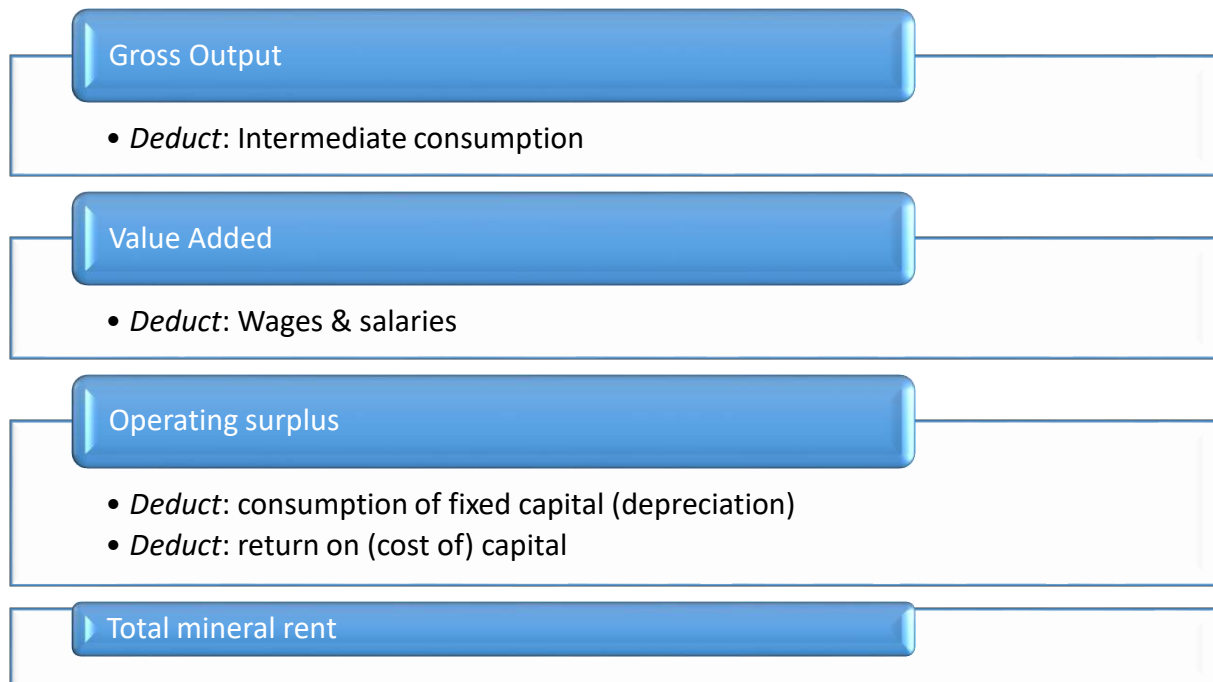 Gross Output
• Deduct: Intermediate consumption
Value Added
• Deduct: Wages & salaries
Operating surplus
• Deduct: consumption of fixed capital (depreciation)
• Deduct: return on (cost of) capital
Total mineral rent